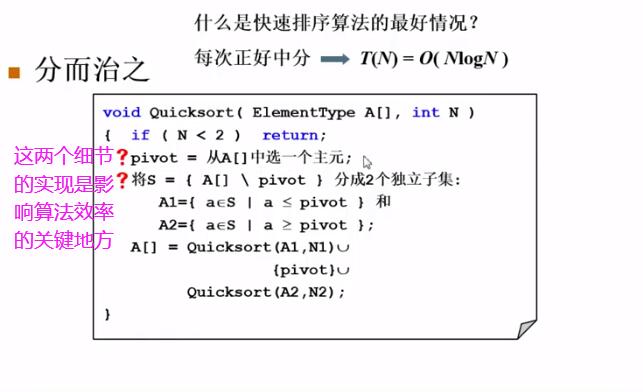 什么是快速排序算法的最好情况？
每次正好中分 T(N) = O( NlogN )
分而治之
void Quicksort( ElementType A[], int N )
{ if ( N < 2 ) return;
?pivot = 从A[]中选一个主元;
?将S = { A[] \ pivot } 分成2个独立子集:
A1={ a∈S | a ≤ pivot } 和
A2={ a∈S | a ≥ pivot };
A[] = Quicksort(A1,N1)∪
{pivot}∪
Quicksort(A2,N2);
}
这两个细节
的实现是影
响算法效率
的关键地方